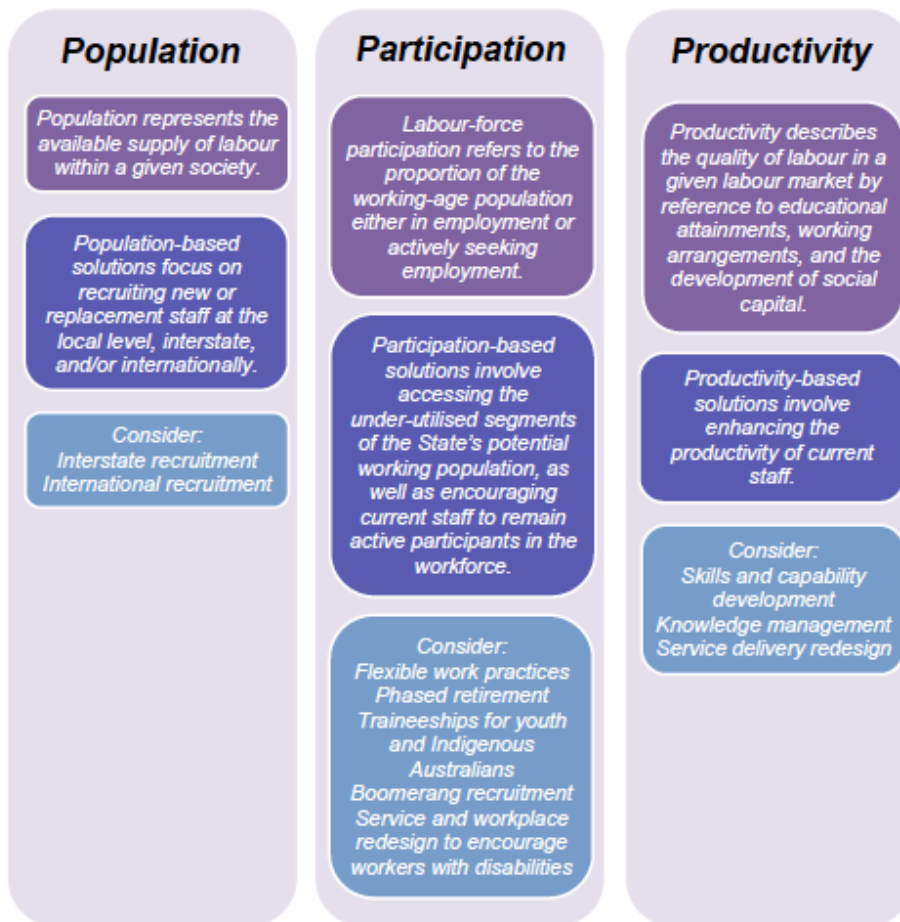 Population
Population represents the
available supply of labour
within a given society.
Population-based
solutions focus on
recruiting new or
replacement staff at the
local level, interstate,
and/or internationally.
Consider:
Interstate recruitment
International recruitment
Participation
Labour-force
participation refers to the
proportion of the
working-age population
either in employment or
actively seeking
employment.
Participation-based
solutions involve
accessing the
under-utilised segments
of the State's potential
working population, as
well as encouraging
current staff to remain
active participants in the
workforce.
Consider:
Flexible work practices
Phased retirement
Traineeships for youth
and Indigenous
Australians
Boomerang recruitment
Service and workplace
redesign to encourage
workers with disabilities
Productivity
Productivity describes
the quality of labour in a
given labour market by
reference to educational
attainments, working
arrangements, and the
development of social
capital.
Productivity-based
solutions involve
enhancing the
productivity of current
staff.
Consider:
Skills and capability
development
Knowledge management
Service delivery redesign